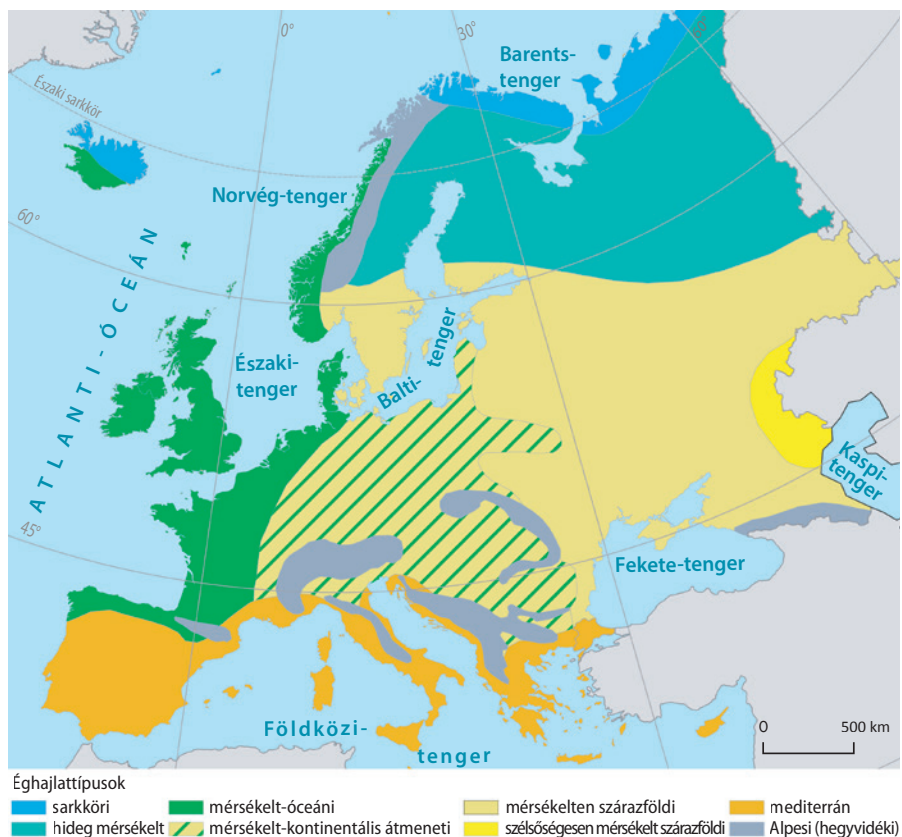 0°
30°
60°
Barents-
tenger
Északi sarkkör
Norvég-tenger
60°
ATLANTI-ÓCEÁN
Északi-
tenger
Balti-
tenger
Kaspi-
tenger
45°
Fekete-tenger
Földközi-
tenger
0 500 km
Éghajlattípusok
sarkköri
mérsékelt-óceáni
mérsékelten szárazföldi
mediterrán
hideg mérsékelt
mérsékelt-kontinentális átmeneti
szélsőségesen mérsékelt szárazföldi
Alpesi (hegyvidéki)